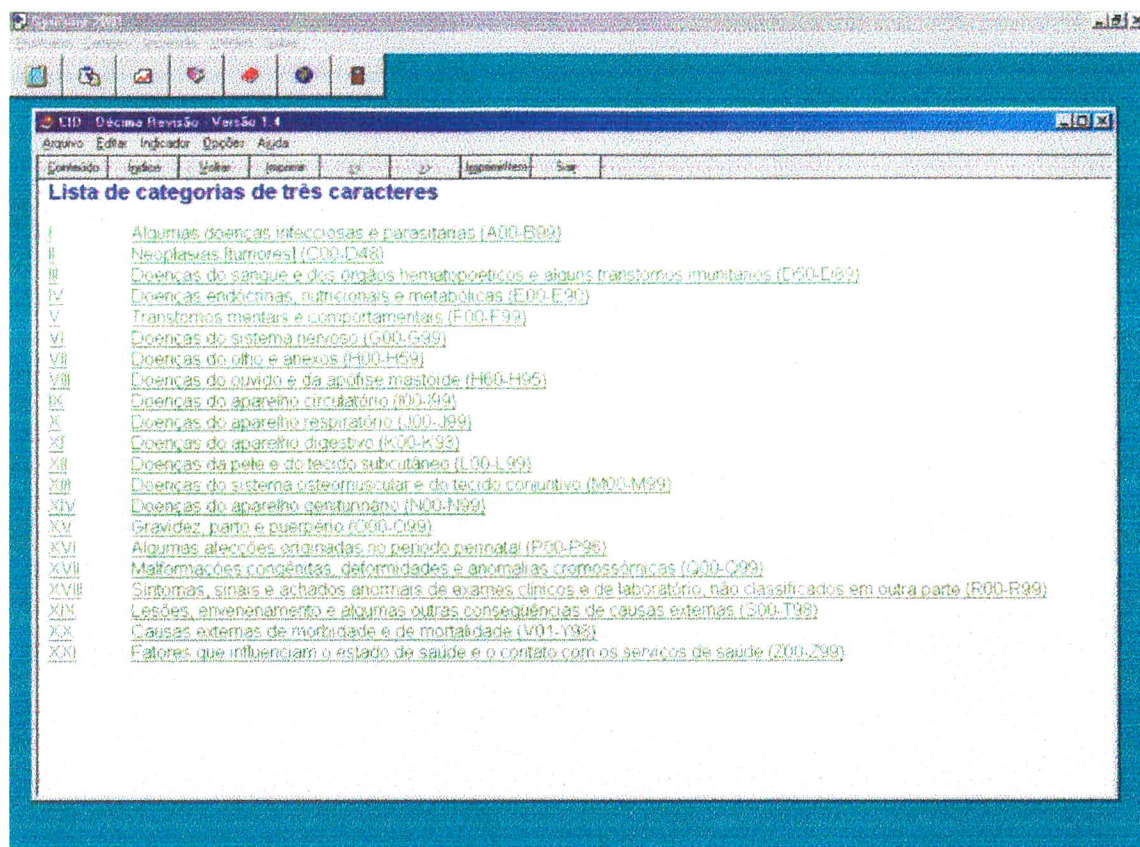 CID - Décima Revisão - Versão 1.4
Arquivo Editar Indicador Opções Ajuda
Conteúdo Índice Voltar Imprimir << >> ImprimeItem Sair
Lista de categorias de três caracteres
I Algumas doenças infecciosas e parasitárias (A00-B99)
II Neoplasias [tumores] (C00-D48)
III Doenças do sangue e dos órgãos hematopoéticos e alguns transtornos imunitários (D50-D89)
IV Doenças endócrinas, nutricionais e metabólicas (E00-E90)
V Transtornos mentais e comportamentais (F00-F99)
VI Doenças do sistema nervoso (G00-G99)
VII Doenças do olho e anexos (H00-H59)
VIII Doenças do ouvido e da apófise mastóide (H60-H95)
IX Doenças do aparelho circulatório (I00-I99)
X Doenças do aparelho respiratório (J00-J99)
XI Doenças do aparelho digestivo (K00-K93)
XII Doenças da pele e do tecido subcutâneo (L00-L99)
XIII Doenças do sistema osteomuscular e do tecido conjuntivo (M00-M99)
XIV Doenças do aparelho geniturinário (N00-N99)
XV Gravidez, parto e puerpério (O00-O99)
XVI Algumas afecções originadas no período perinatal (P00-P96)
XVII Malformações congênitas, deformidades e anomalias cromossômicas (Q00-Q99)
XVIII Sintomas, sinais e achados anormais de exames clínicos e de laboratório, não classificados em outra parte (R00-R99)
XIX Lesões, envenenamento e algumas outras conseqüências de causas externas (S00-T98)
XX Causas externas de morbidade e de mortalidade (V01-Y98)
XXI Fatores que influenciam o estado de saúde e o contato com os serviços de saúde (Z00-Z99)